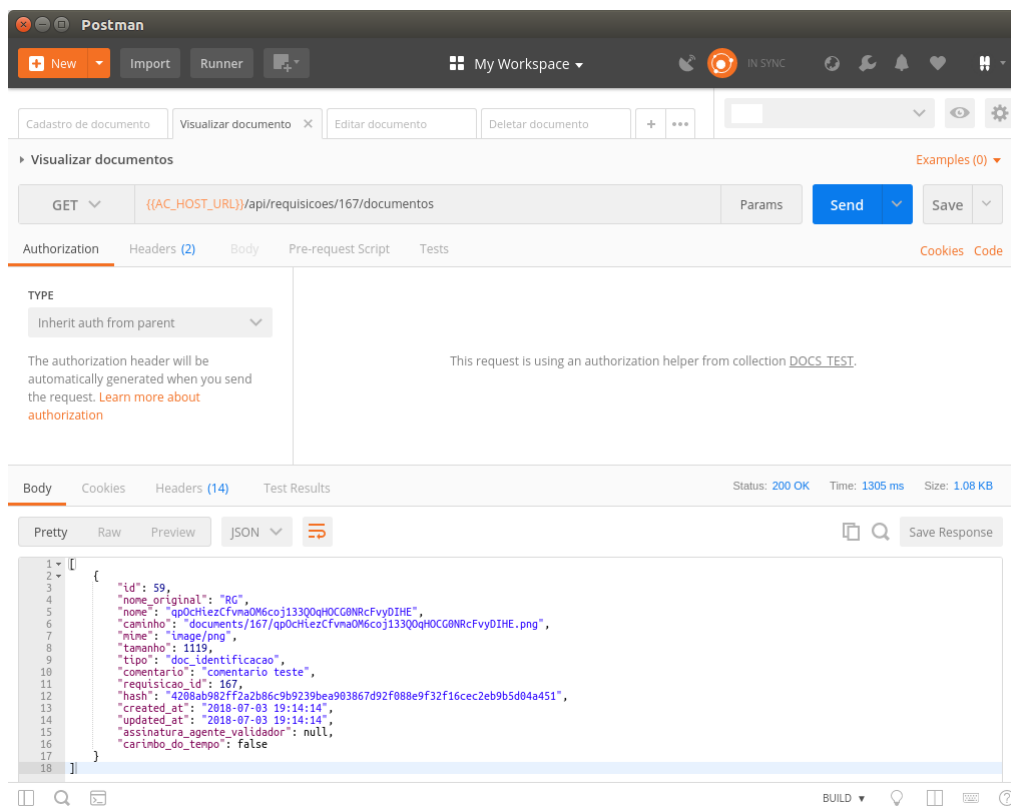 Postman
New Import Runner My Workspace IN SYNC
Cadastro de documento Visualizar documento Editar documento Deletar documento
Visualizar documentos Examples (0)
GET {{AC_HOST_URL}}/api/requisicoes/167/documentos Params Send Save
Authorization Headers (2) Body Pre-request Script Tests Cookies Code
TYPE
Inherit auth from parent
The authorization header will be
automatically generated when you send
the request. Learn more about
authorization
This request is using an authorization helper from collection DOCS_TEST.
Body Cookies Headers (14) Test Results Status: 200 OK Time: 1305 ms Size: 1.08 KB
Pretty Raw Preview JSON Save Response
1 [
2 {
3 "id": 59,
4 "nome_original": "RG",
5 "nome": "qpOcHiezCfvmaOM6coj133QOqHOCG0NRcFvyDIHE",
6 "caminho": "documents/167/qpOcHiezCfvmaOM6coj133QOqHOCG0NRcFvyDIHE.png",
7 "mime": "image/png",
8 "tamanho": 1119,
9 "tipo": "doc_identificacao",
10 "comentario": "comentario teste",
11 "requisicao_id": 167,
12 "hash": "4208ab982ff2a2b86c9b9239bea903867d92f088e9f32f16cec2eb9b5d04a451",
13 "created_at": "2018-07-03 19:14:14",
14 "updated_at": "2018-07-03 19:14:14",
15 "assinatura_agente_validador": null,
16 "carimbo_do_tempo": false
17 }
18 ]
BUILD